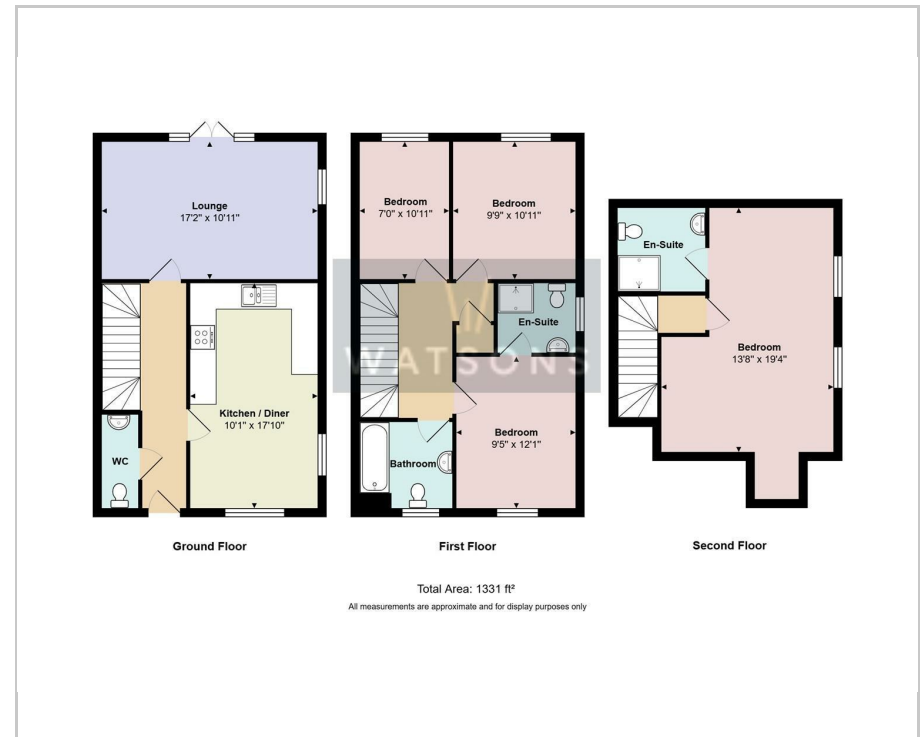 Lounge
17'2" x 10'11"
Kitchen / Diner
10'1" x 17'10"
WC
Ground Floor
Bedroom
7'0" x 10'11"
Bedroom
9'9" x 10'11"
En-Suite
WATSONS
Bedroom
9'5" x 12'1"
Bathroom
First Floor
En-Suite
Bedroom
13'8" x 19'4"
Second Floor
Total Area: 1331 ft²
All measurements are approximate and for display purposes only